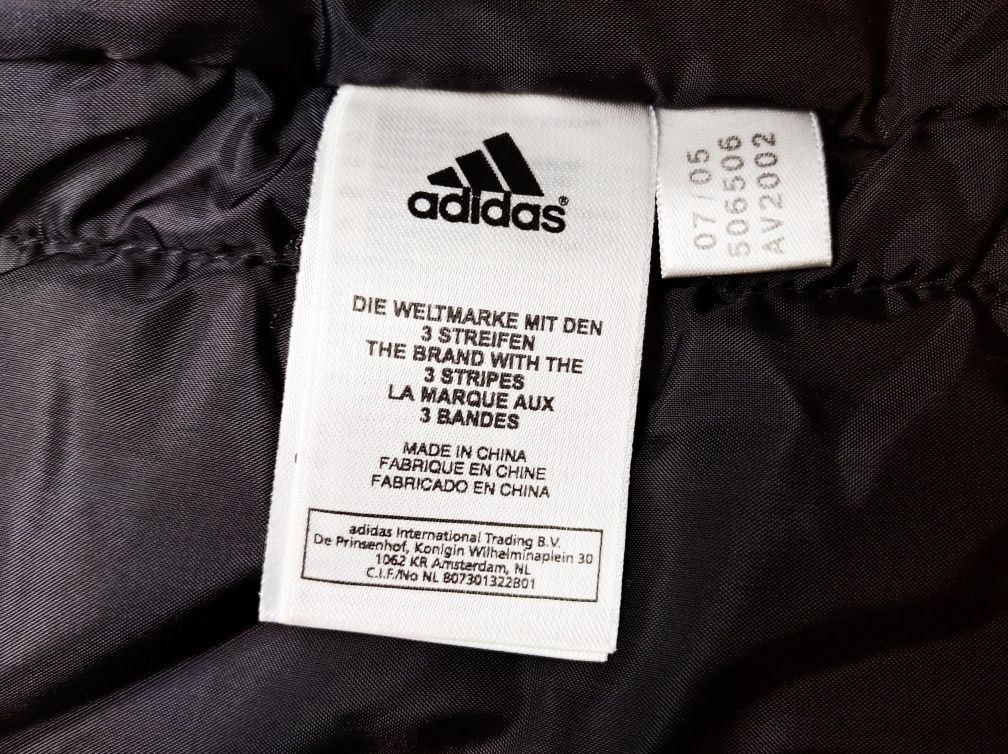 adidas®
DIE WELTMARKE MIT DEN
3 STREIFEN
THE BRAND WITH THE
3 STRIPES
LA MARQUE AUX
3 BANDES
MADE IN CHINA
FABRIQUE EN CHINE
FABRICADO EN CHINA
adidas International Trading B.V.
De Prinsenhof, Konigin Wilhelminaplein 30
1062 KR Amsterdam, NL
C.I.F./No NL 807301322B01
07/05
506506
AV2002